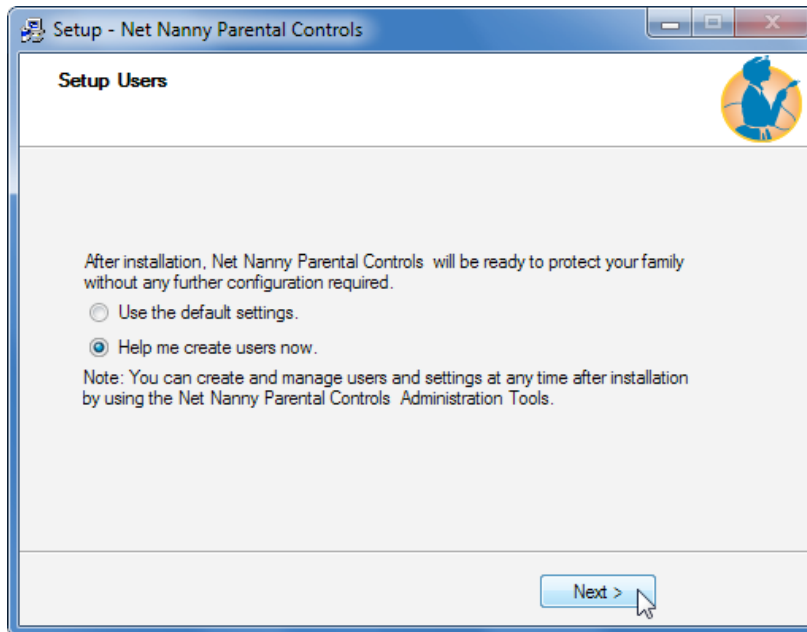 Setup - Net Nanny Parental Controls
Setup Users
After installation, Net Nanny Parental Controls will be ready to protect your family
without any further configuration required.
Use the default settings.
Help me create users now.
Note: You can create and manage users and settings at any time after installation
by using the Net Nanny Parental Controls Administration Tools.
Next >